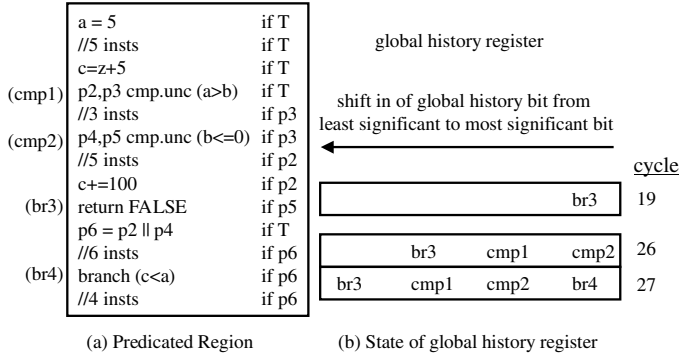 a = 5 if T
//5 insts if T
c=z+5 if T
(cmp1) p2,p3 cmp.unc (a>b) if T
//3 insts if p3
(cmp2) p4,p5 cmp.unc (b<=0) if p3
//5 insts if p2
c+=100 if p2
(br3) return FALSE if p5
p6 = p2 || p4 if T
//6 insts if p6
(br4) branch (c<a) if p6
//4 insts if p6
(a) Predicated Region
global history register
shift in of global history bit from
least significant to most significant bit
cycle
br3 19
br3 cmp1 cmp2 26
br3 cmp1 cmp2 br4 27
(b) State of global history register